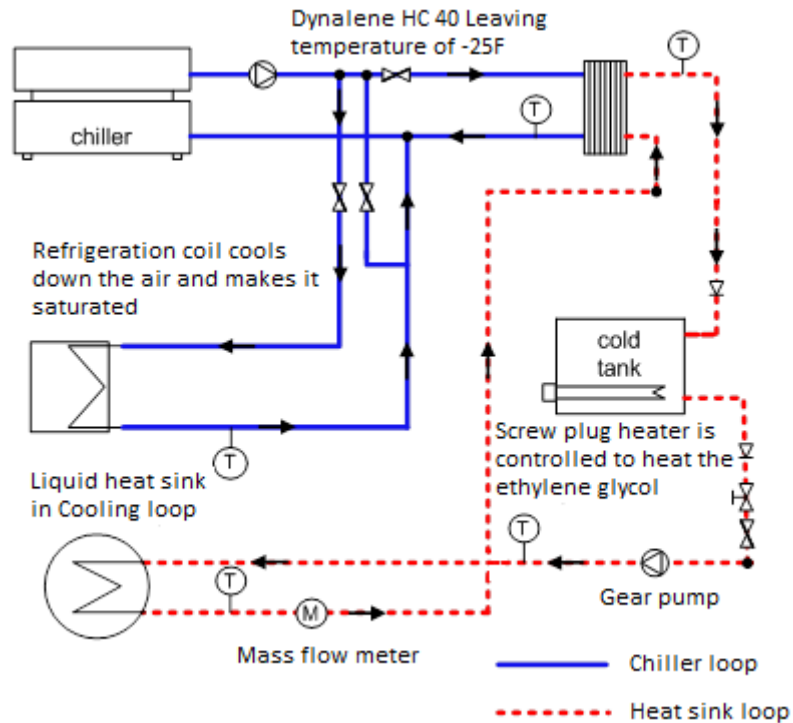 Dynalene HC 40 Leaving
temperature of -25F
T
T
chiller
Refrigeration coil cools
down the air and makes it
saturated
cold
tank
T
Screw plug heater is
controlled to heat the
ethylene glycol
Liquid heat sink
in Cooling loop
T
T
M
Gear pump
Mass flow meter
Chiller loop
Heat sink loop